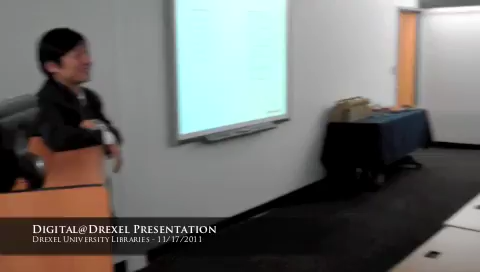 Digital@Drexel Presentation
Drexel University Libraries - 11/17/2011